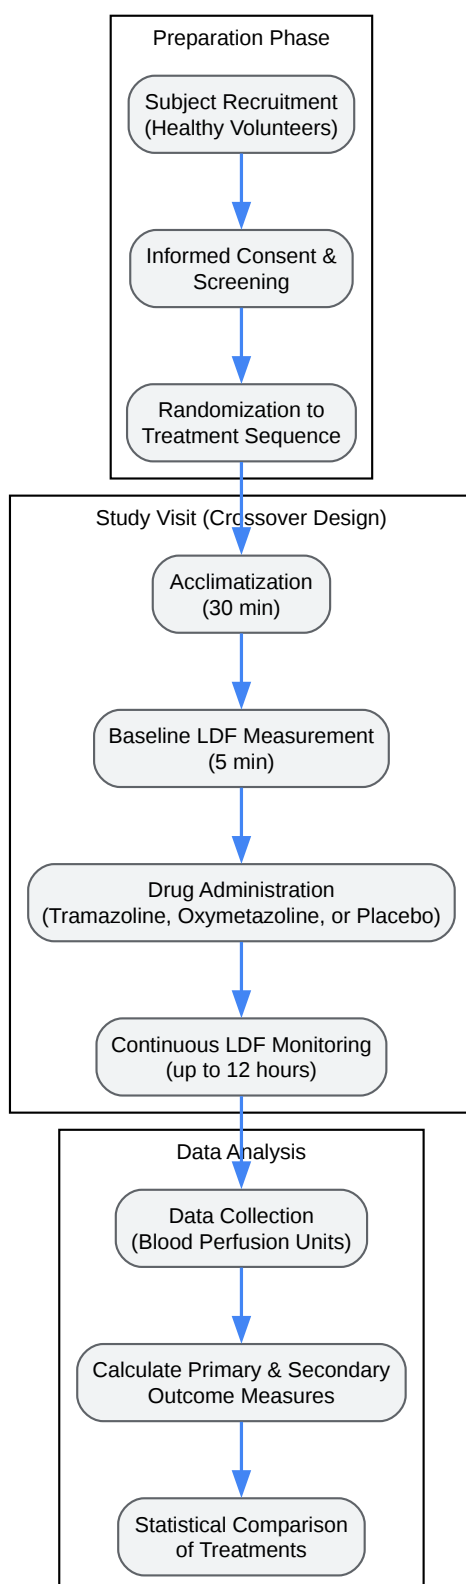 Preparation Phase
Subject Recruitment
(Healthy Volunteers)
Informed Consent &
Screening
Randomization to
Treatment Sequence
Study Visit (Crossover Design)
Acclimatization
(30 min)
Baseline LDF Measurement
(5 min)
Drug Administration
(Tramazoline, Oxymetazoline, or Placebo)
Continuous LDF Monitoring
(up to 12 hours)
Data Analysis
Data Collection
(Blood Perfusion Units)
Calculate Primary & Secondary
Outcome Measures
Statistical Comparison
of Treatments